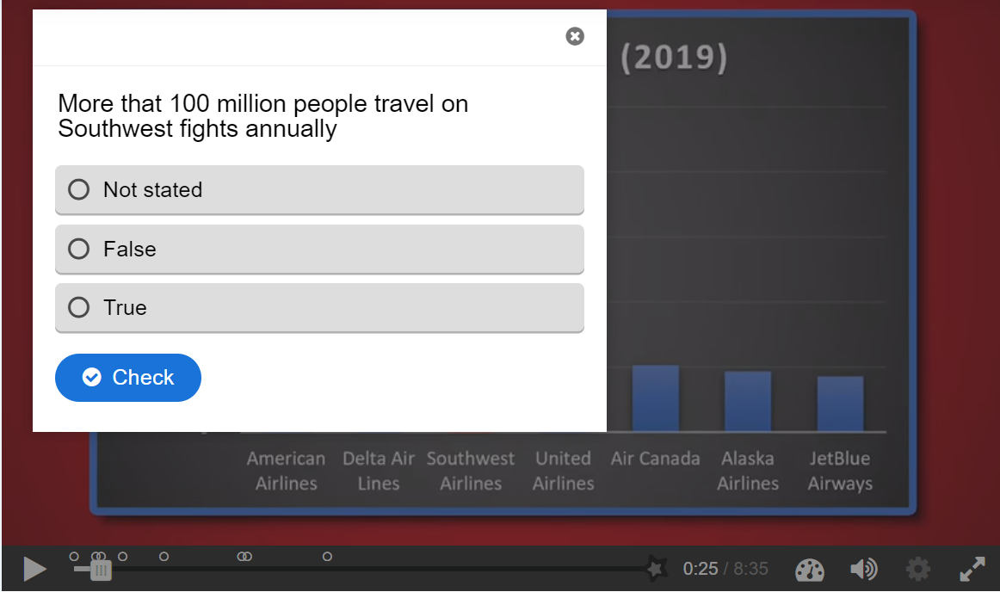 (2019)
More that 100 million people travel on
Southwest fights annually
Not stated
False
True
Check
American Airlines
Delta Air Lines
Southwest Airlines
United Airlines
Air Canada
Alaska Airlines
JetBlue Airways
0:25 / 8:35